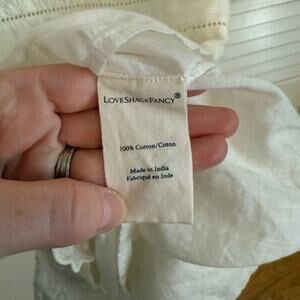 LOVESHACKFANCY®
100% Cotton/Coton
Made in India
Fabriqué en Inde